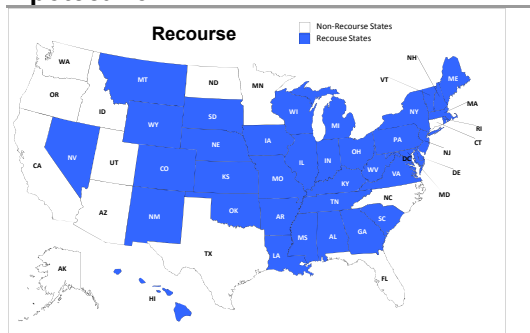 Recourse
Non-Recourse States
Recouse States
WA
MT
ND
MN
NH
VT
ME
OR
ID
WY
SD
WI
MI
NY
MA
RI
CT
NV
UT
CO
NE
IA
IL
IN
OH
PA
NJ
CA
KS
MO
KY
WV
VA
DC
DE
MD
AZ
NM
OK
AR
TN
NC
SC
TX
LA
MS
AL
GA
FL
AK
HI